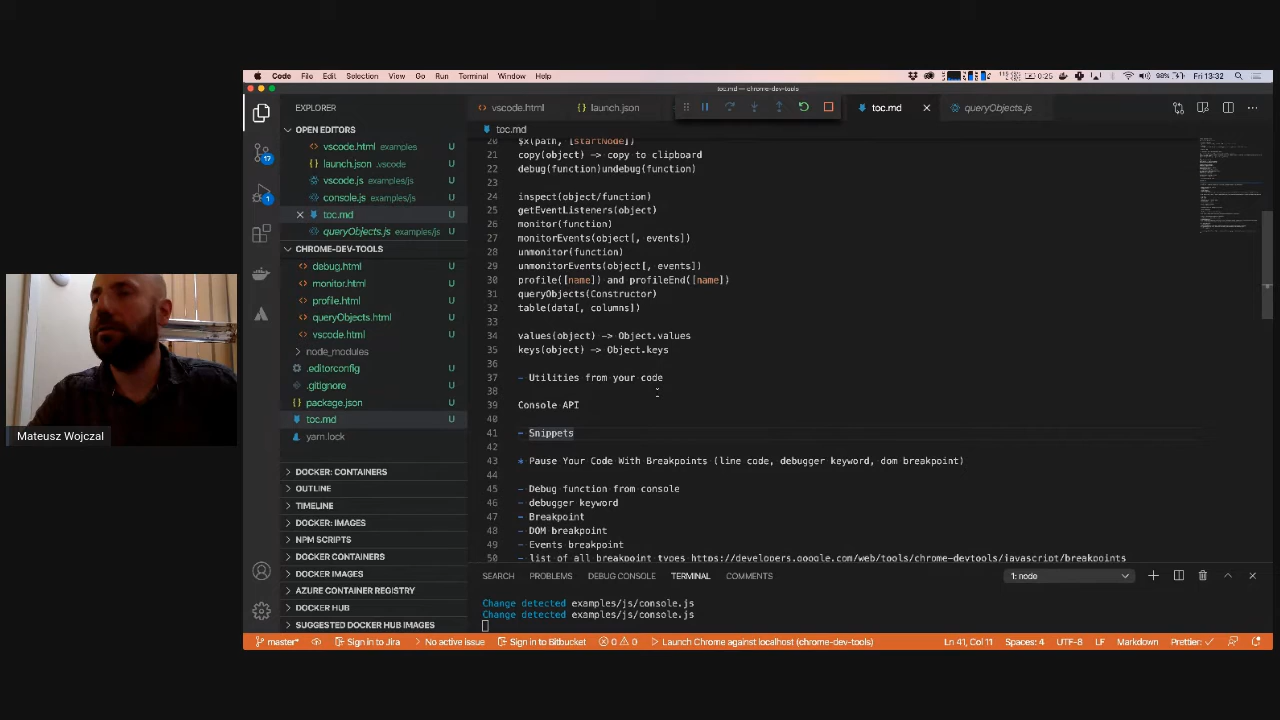 Code File Edit Selection View Go Run Terminal Window Help
0:25 98% Fri 13:32
toc.md — chrome-dev-tools
EXPLORER
vscode.html launch.json toc.md queryObjects.js
OPEN EDITORS
toc.md
vscode.html examples
launch.json .vscode
vscode.js examples/js
console.js examples/js
toc.md
queryObjects.js examples/js
CHROME-DEV-TOOLS
debug.html U
monitor.html U
profile.html U
queryObjects.html U
vscode.html U
node_modules
.editorconfig U
.gitignore U
package.json U
toc.md U
yarn.lock
DOCKER: CONTAINERS
OUTLINE
TIMELINE
DOCKER: IMAGES
NPM SCRIPTS
DOCKER CONTAINERS
DOCKER IMAGES
AZURE CONTAINER REGISTRY
DOCKER HUB
SUGGESTED DOCKER HUB IMAGES
17
1
20 $x(path, [startNode])
21 copy(object) -> copy to clipboard
22 debug(function)undebug(function)
23
24 inspect(object/function)
25 getEventListeners(object)
26 monitor(function)
27 monitorEvents(object[, events])
28 unmonitor(function)
29 unmonitorEvents(object[, events])
30 profile([name]) and profileEnd([name])
31 queryObjects(Constructor)
32 table(data[, columns])
33
34 values(object) -> Object.values
35 keys(object) -> Object.keys
36
37 - Utilities from your code
38
39 Console API
40
41 - Snippets
42
43 * Pause Your Code With Breakpoints (line code, debugger keyword, dom breakpoint)
44
45 - Debug function from console
46 - debugger keyword
47 - Breakpoint
48 - DOM breakpoint
49 - Events breakpoint
50 - list of all breakpoint types https://developers.google.com/web/tools/chrome-devtools/javascript/breakpoints
SEARCH PROBLEMS DEBUG CONSOLE TERMINAL COMMENTS 1: node
Change detected examples/js/console.js
Change detected examples/js/console.js
master* Sign in to Jira No active issue Sign in to Bitbucket 0 0 Launch Chrome against localhost (chrome-dev-tools) Ln 41, Col 11 Spaces: 4 UTF-8 LF Markdown Prettier: ✓
Mateusz Wojczal